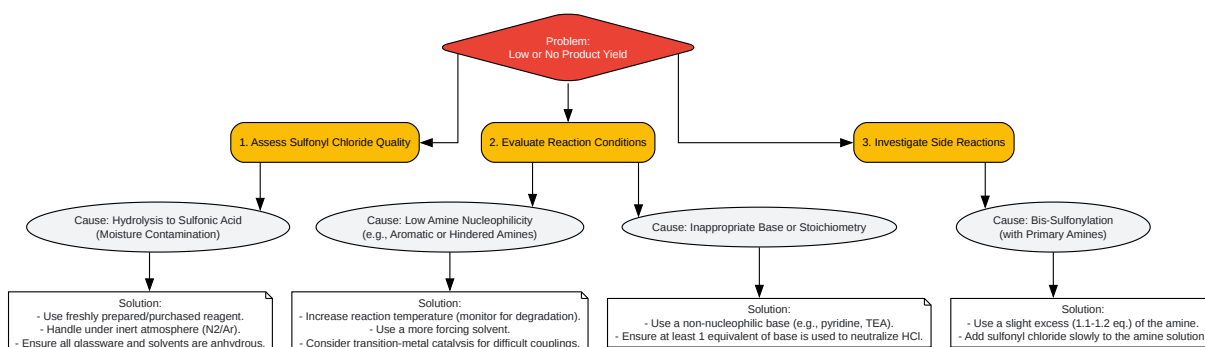 Problem:
Low or No Product Yield
1. Assess Sulfonyl Chloride Quality
2. Evaluate Reaction Conditions
3. Investigate Side Reactions
Cause: Hydrolysis to Sulfonic Acid
(Moisture Contamination)
Cause: Low Amine Nucleophilicity
(e.g., Aromatic or Hindered Amines)
Cause: Inappropriate Base or Stoichiometry
Cause: Bis-Sulfonylation
(with Primary Amines)
Solution:
- Use freshly prepared/purchased reagent.
- Handle under inert atmosphere (N2/Ar).
- Ensure all glassware and solvents are anhydrous.
Solution:
- Increase reaction temperature (monitor for degradation).
- Use a more forcing solvent.
- Consider transition-metal catalysis for difficult couplings.
Solution:
- Use a non-nucleophilic base (e.g., pyridine, TEA).
- Ensure at least 1 equivalent of base is used to neutralize HCl.
Solution:
- Use a slight excess (1.1-1.2 eq.) of the amine.
- Add sulfonyl chloride slowly to the amine solution.